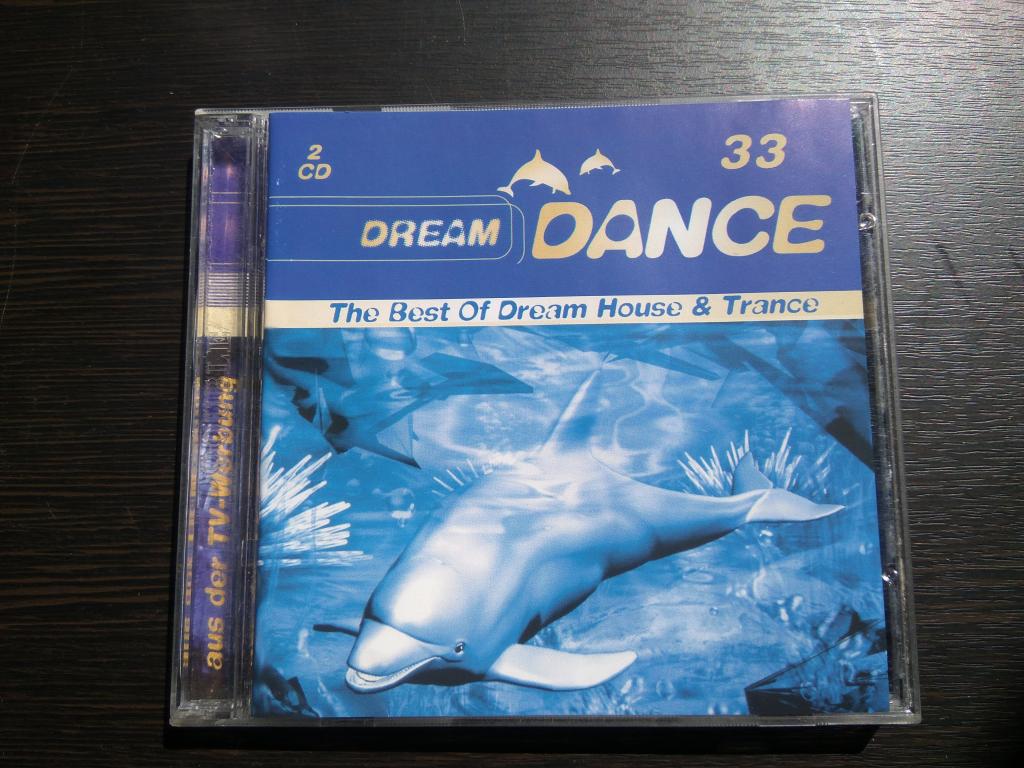 2
CD
33
DREAM DANCE
The Best Of Dream House & Trance
aus der TV-Werbung